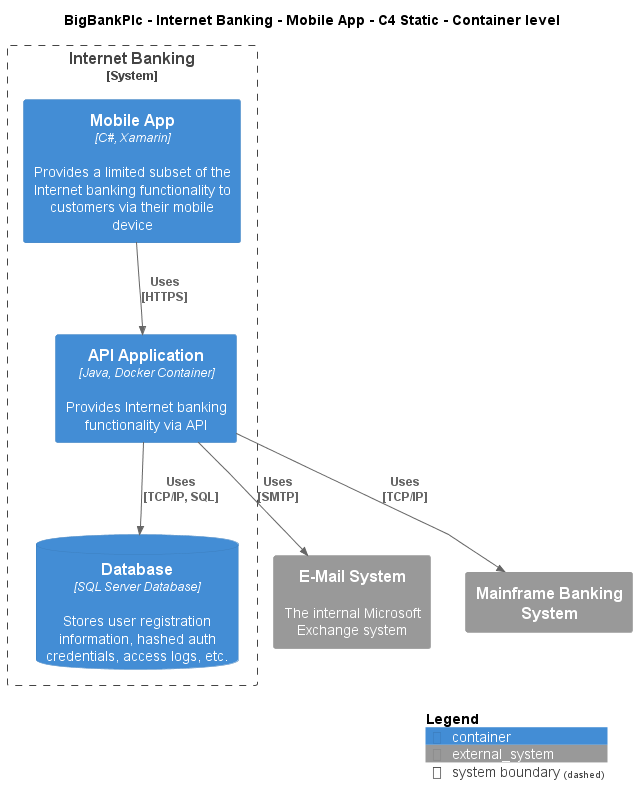 BigBankPlc - Internet Banking - Mobile App - C4 Static - Container level
Internet Banking
[System]
Mobile App
[C#, Xamarin]
Provides a limited subset of the
Internet banking functionality to
customers via their mobile
device
Uses
[HTTPS]
API Application
[Java, Docker Container]
Provides Internet banking
functionality via API
Uses
[TCP/IP, SQL]
Uses
[SMTP]
Uses
[TCP/IP]
Database
[SQL Server Database]
Stores user registration
information, hashed auth
credentials, access logs, etc.
E-Mail System
The internal Microsoft
Exchange system
Mainframe Banking
System
Legend
container
external_system
system boundary (dashed)